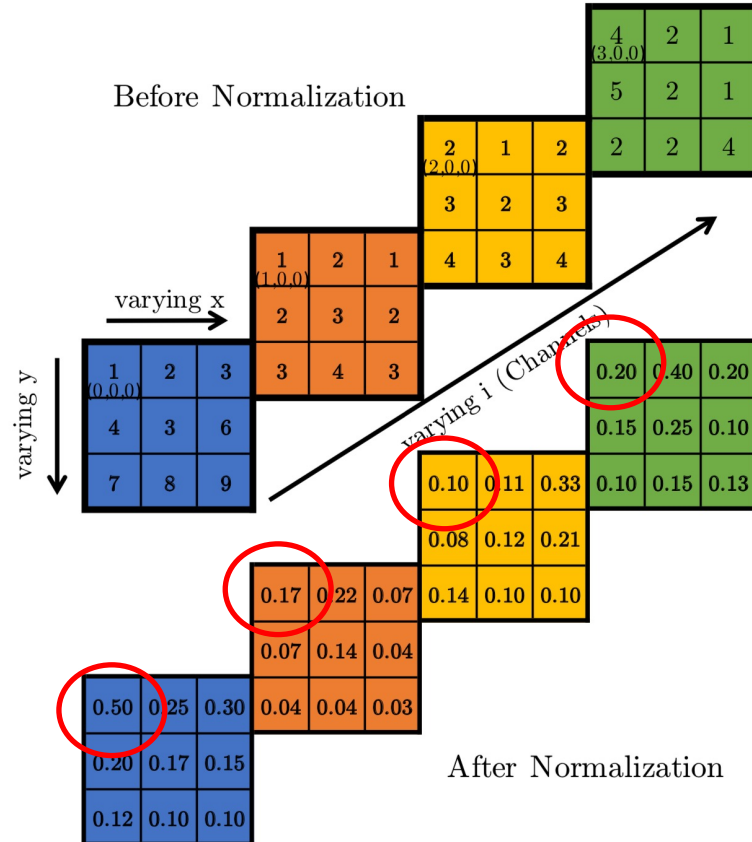 Before Normalization
4 2 1
(3,0,0)
5 2 1
2 2 4
2 1 2
(2,0,0)
3 2 3
4 3 4
1 2 1
(1,0,0)
2 3 2
3 4 3
varying x
varying y
1 2 3
(0,0,0)
4 3 6
7 8 9
varying i (Channels)
0.20 0.40 0.20
0.15 0.25 0.10
0.10 0.15 0.13
0.10 0.11 0.33
0.08 0.12 0.21
0.14 0.10 0.10
0.17 0.22 0.07
0.07 0.14 0.04
0.04 0.04 0.03
0.50 0.25 0.30
0.20 0.17 0.15
0.12 0.10 0.10
After Normalization